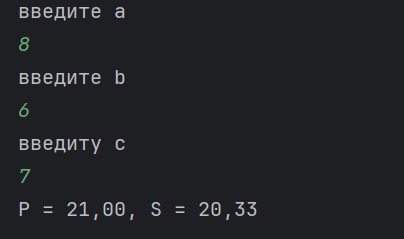 введите a
8
введите b
6
введиту c
7
P = 21,00, S = 20,33